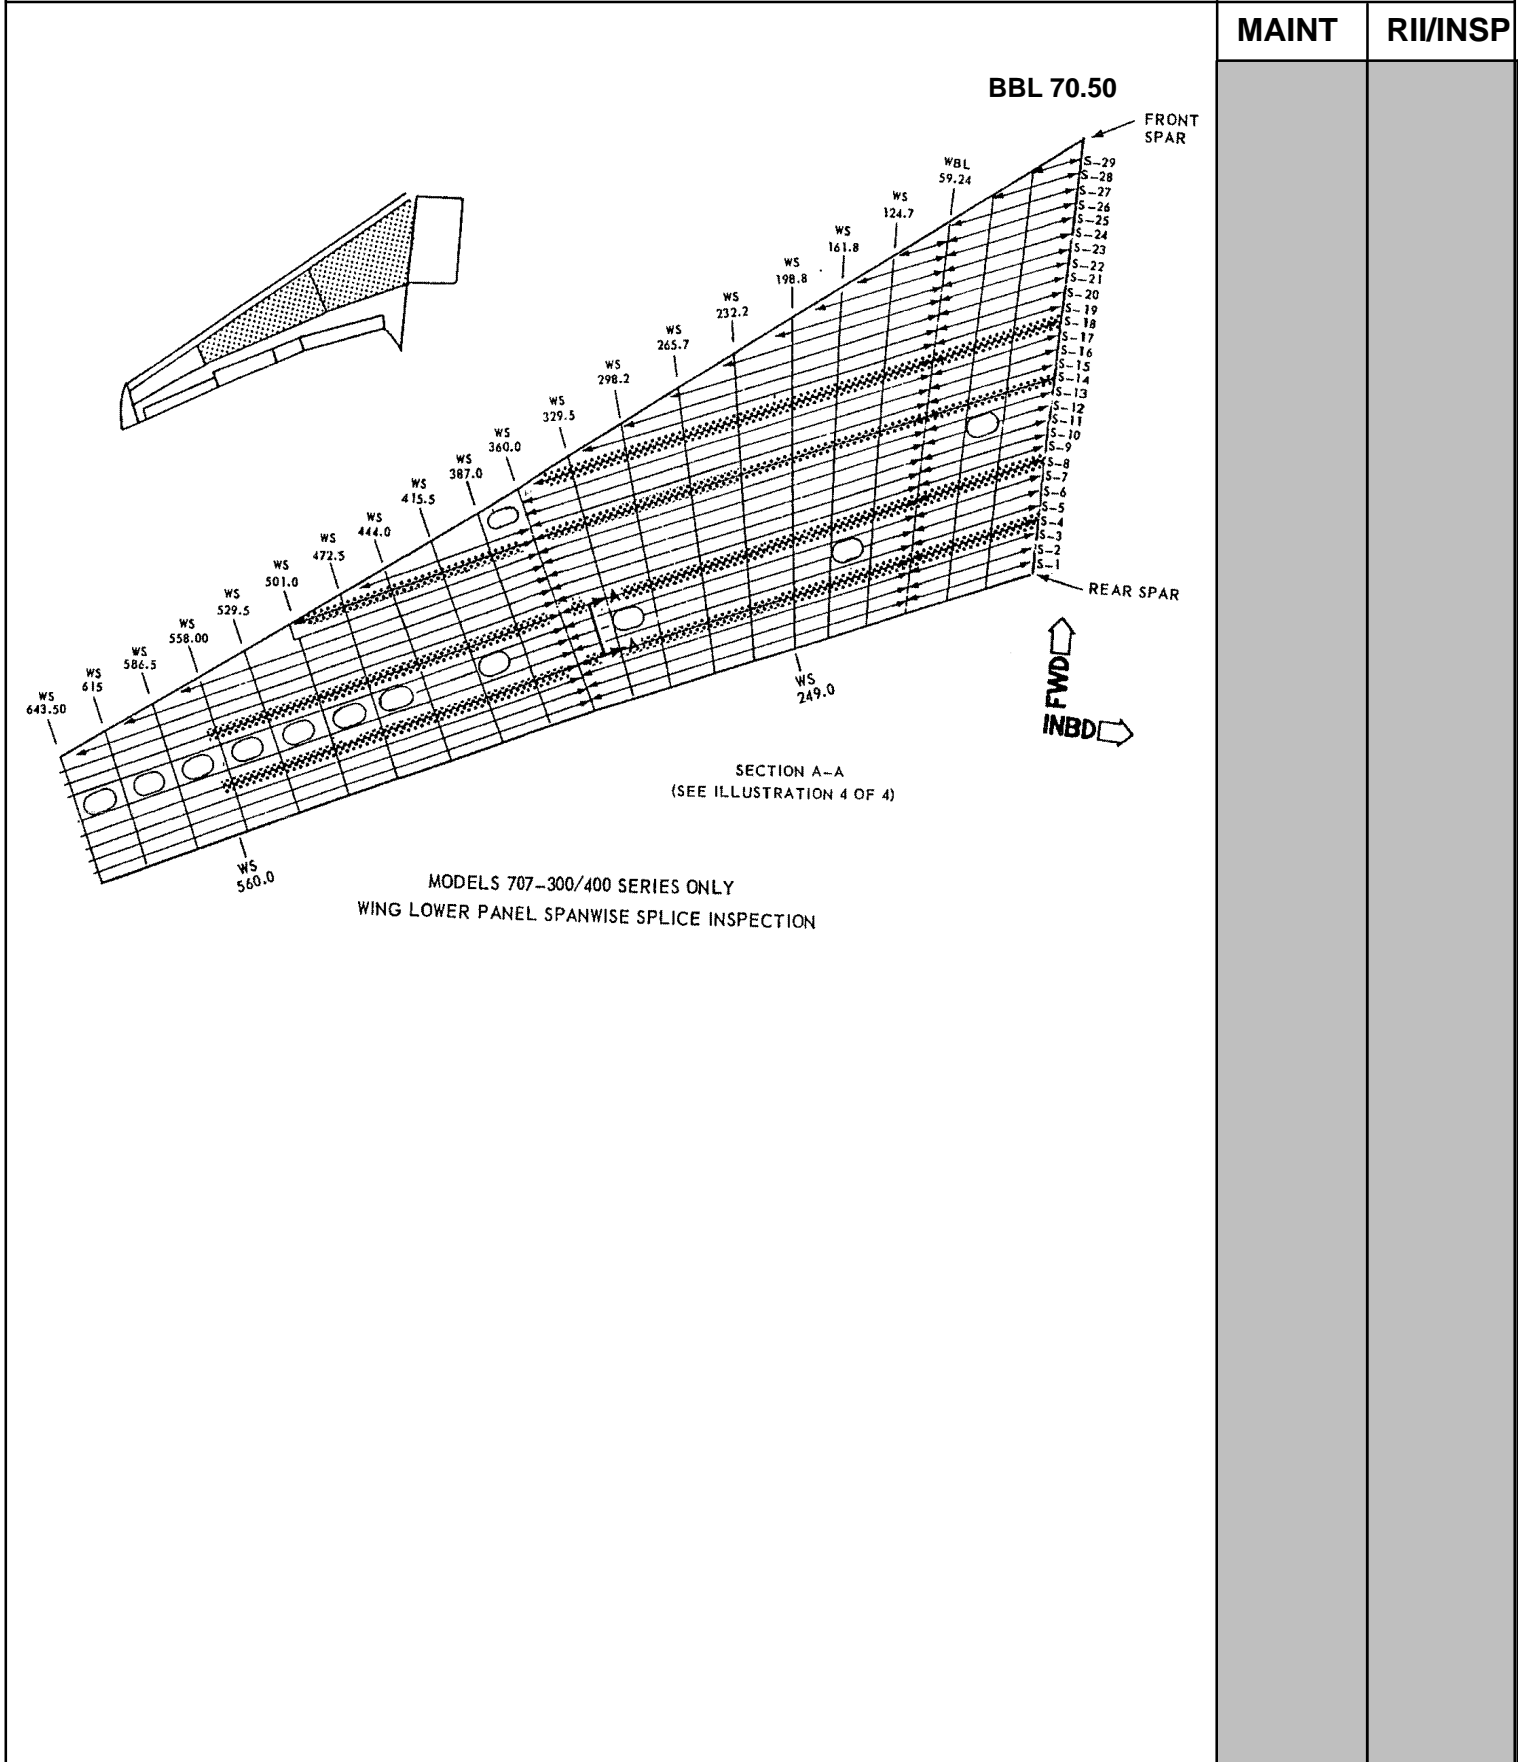 MAINT
RII/INSP
BBL 70.50
FRONT
SPAR
WBL
59.24
WS
124.7
WS
161.8
WS
198.8
WS
232.2
WS
265.7
WS
298.2
WS
329.5
WS
360.0
WS
387.0
WS
415.5
WS
444.0
WS
472.5
WS
501.0
WS
529.5
WS
558.00
WS
586.5
WS
615
WS
643.50
S-29
S-28
S-27
S-26
S-25
S-24
S-23
S-22
S-21
S-20
S-19
S-18
S-17
S-16
S-15
S-14
S-13
S-12
S-11
S-10
S-9
S-8
S-7
S-6
S-5
S-4
S-3
S-2
S-1
REAR SPAR
A
A
FWD
INBD
WS
249.0
WS
560.0
SECTION A-A
(SEE ILLUSTRATION 4 OF 4)
MODELS 707-300/400 SERIES ONLY
WING LOWER PANEL SPANWISE SPLICE INSPECTION